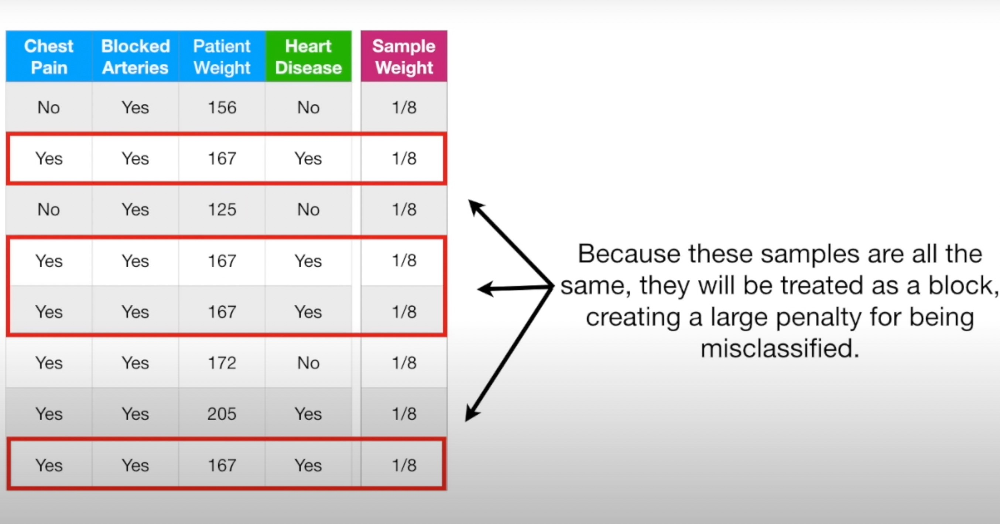 Chest Pain Blocked Arteries Patient Weight Heart Disease Sample Weight
No Yes 156 No 1/8
Yes Yes 167 Yes 1/8
No Yes 125 No 1/8
Yes Yes 167 Yes 1/8
Yes Yes 167 Yes 1/8
Yes Yes 172 No 1/8
Yes Yes 205 Yes 1/8
Yes Yes 167 Yes 1/8
Because these samples are all the
same, they will be treated as a block,
creating a large penalty for being
misclassified.